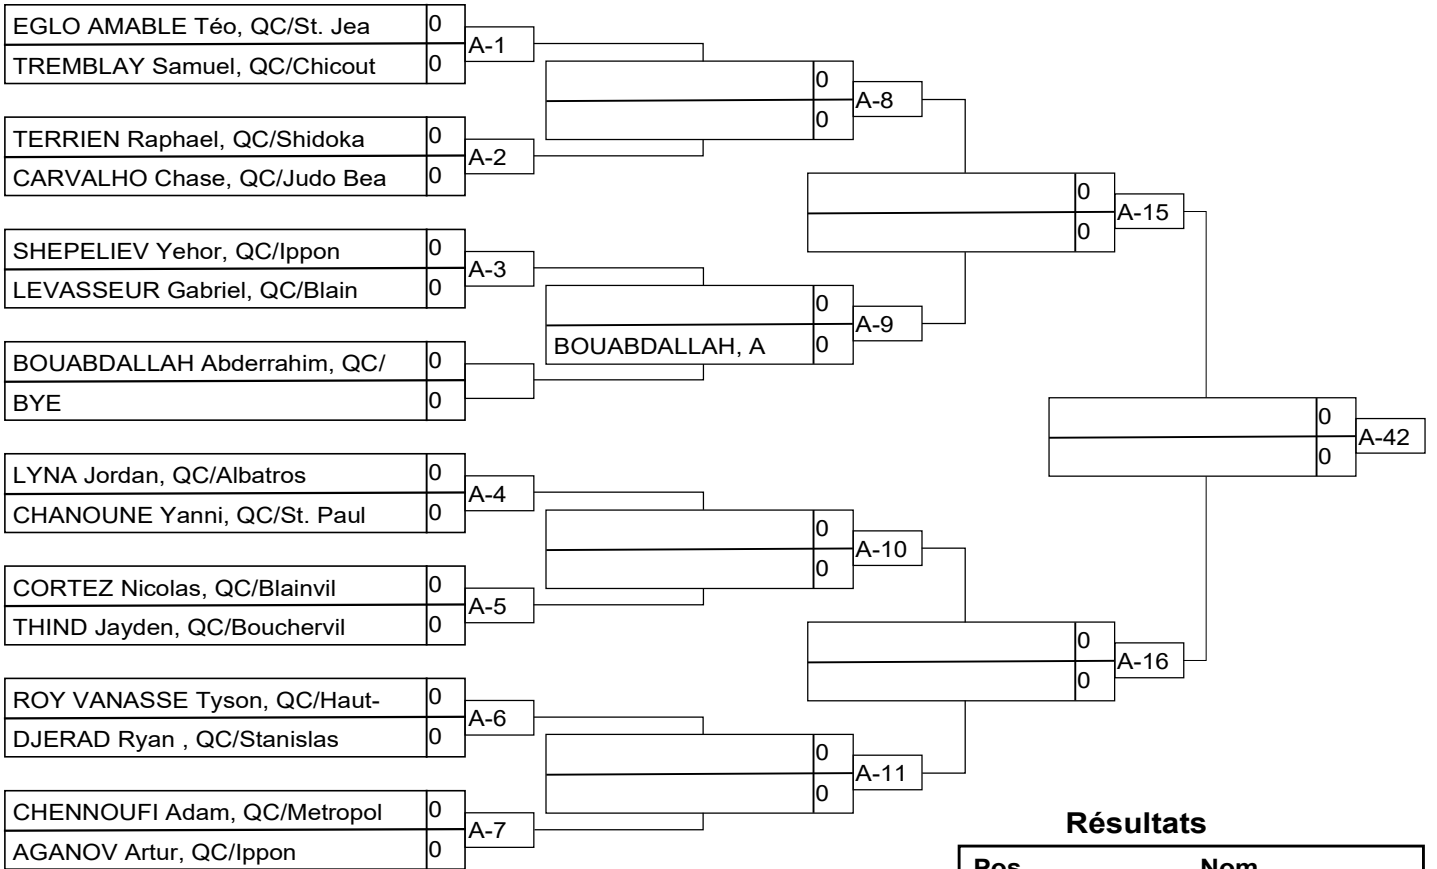 EGLO AMABLE Téo, QC/St. Jea 0
A-1
TREMBLAY Samuel, QC/Chicout 0
0
A-8
0
TERRIEN Raphael, QC/Shidoka 0
A-2
CARVALHO Chase, QC/Judo Bea 0
0
A-15
0
SHEPELIEV Yehor, QC/Ippon 0
A-3
LEVASSEUR Gabriel, QC/Blain 0
0
A-9
BOUABDALLAH, A 0
BOUABDALLAH Abderrahim, QC/ 0
BYE 0
0
A-42
0
LYNA Jordan, QC/Albatros 0
A-4
CHANOUNE Yanni, QC/St. Paul 0
0
A-10
0
CORTEZ Nicolas, QC/Blainvil 0
A-5
THIND Jayden, QC/Bouchervil 0
0
A-16
0
ROY VANASSE Tyson, QC/Haut- 0
A-6
DJERAD Ryan , QC/Stanislas 0
0
A-11
0
CHENNOUFI Adam, QC/Metropol 0
A-7
AGANOV Artur, QC/Ippon 0
Résultats
Pos Nom